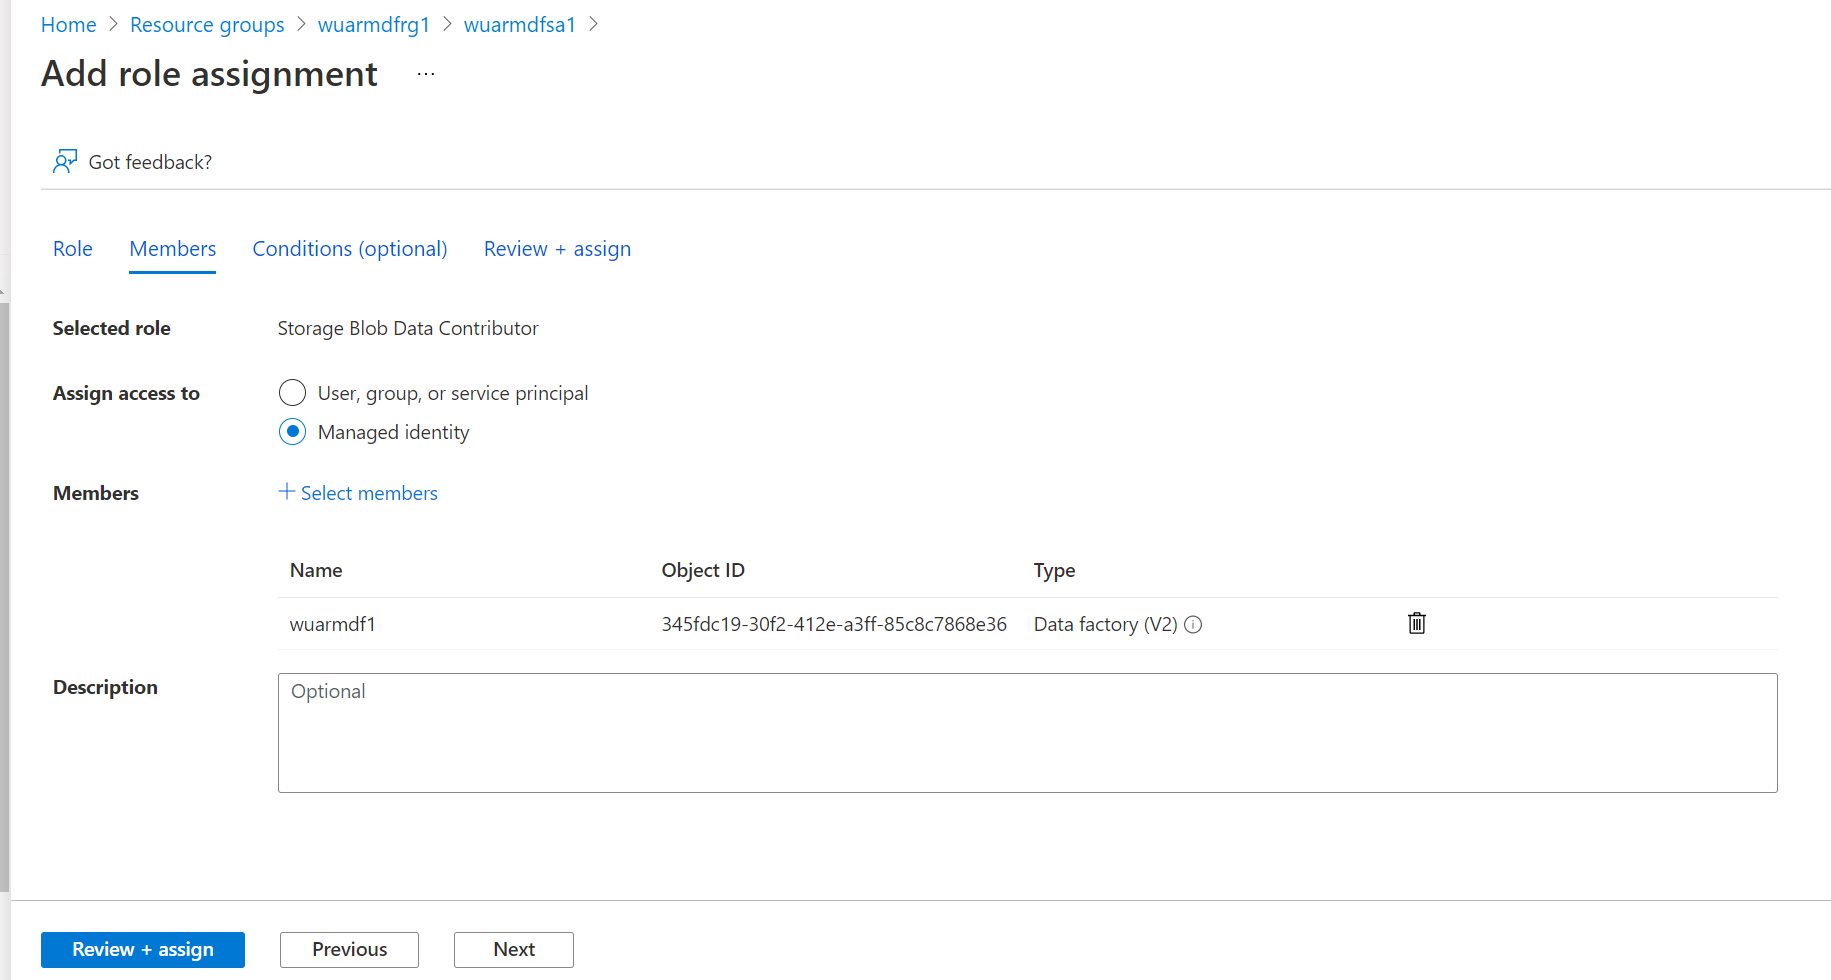 Home > Resource groups > wuarmdfrg1 > wuarmdfsa1 >
Add role assignment ...
Got feedback?
Role Members Conditions (optional) Review + assign
Selected role Storage Blob Data Contributor
Assign access to User, group, or service principal
Managed identity
Members + Select members
Name Object ID Type
wuarmdf1 345fdc19-30f2-412e-a3ff-85c8c7868e36 Data factory (V2)
Description Optional
Review + assign Previous Next